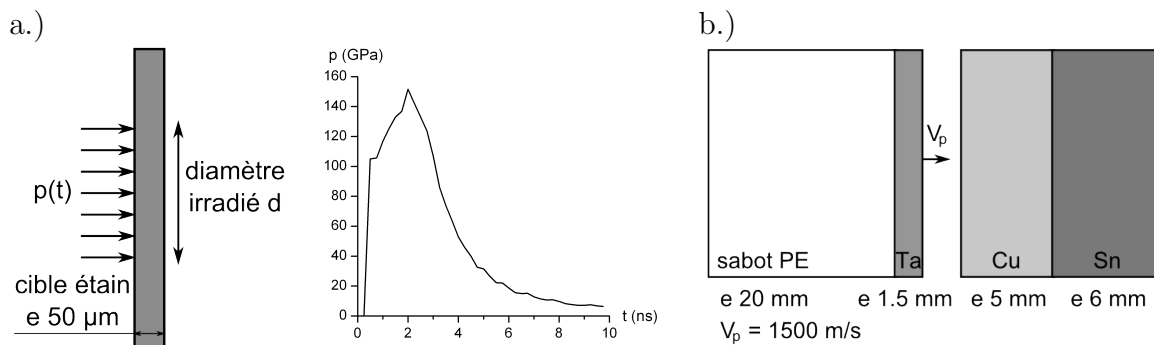 a.)
p(t)
diamètre
irradié d
cible étain
e 50 µm
p (GPa)
160
140
120
100
80
60
40
20
0
0 2 4 6 8 10
t (ns)
b.)
V_p
sabot PE
Ta
Cu
Sn
e 20 mm
e 1.5 mm
e 5 mm
e 6 mm
V_p = 1500 m/s